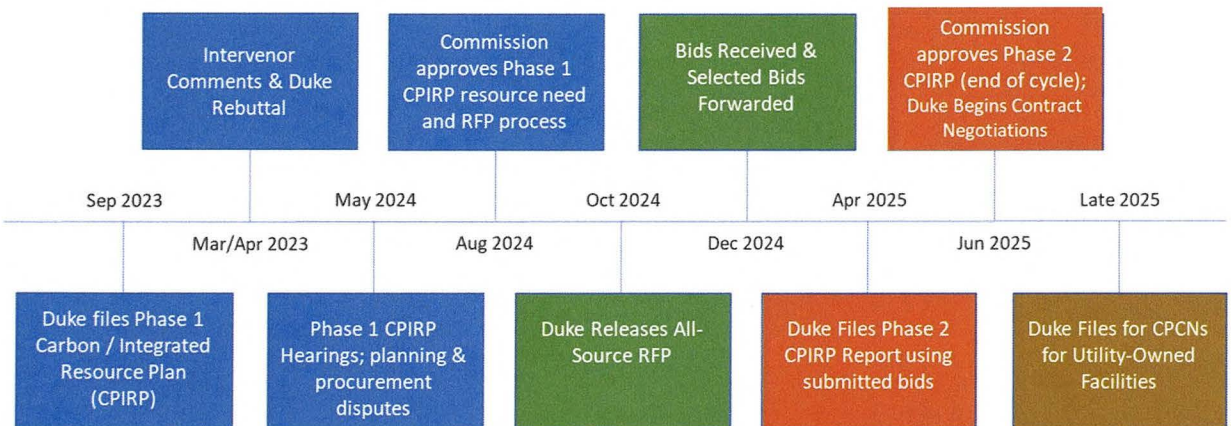 Intervenor
Comments & Duke
Rebuttal
Commission
approves Phase 1
CPIRP resource need
and RFP process
Bids Received &
Selected Bids
Forwarded
Commission
approves Phase 2
CPIRP (end of cycle);
Duke Begins Contract
Negotiations
Sep 2023
May 2024
Oct 2024
Apr 2025
Late 2025
Mar/Apr 2023
Aug 2024
Dec 2024
Jun 2025
Duke files Phase 1
Carbon / Integrated
Resource Plan
(CPIRP)
Phase 1 CPIRP
Hearings; planning &
procurement
disputes
Duke Releases All-
Source RFP
Duke Files Phase 2
CPIRP Report using
submitted bids
Duke Files for CPCNs
for Utility-Owned
Facilities